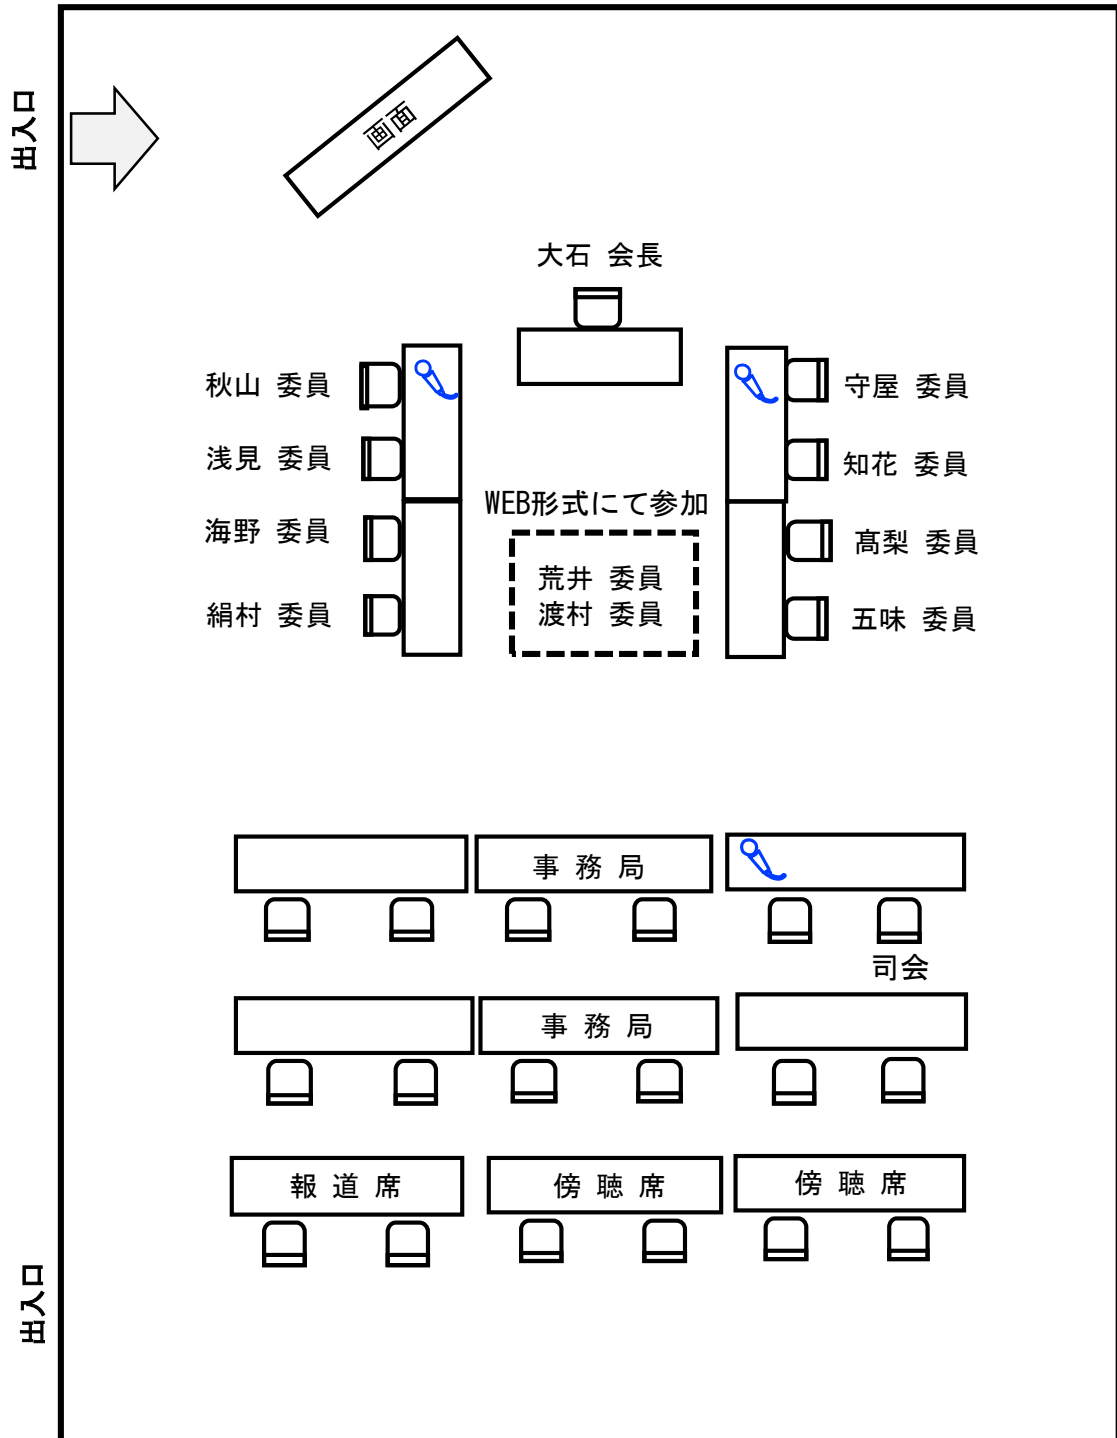 出入口
画面
大石 会長
秋山 委員
守屋 委員
浅見 委員
知花 委員
WEB形式にて参加
海野 委員
髙梨 委員
荒井 委員
絹村 委員
渡村 委員
五味 委員
事務局
司会
事務局
報道席
傍聴席
傍聴席
出入口